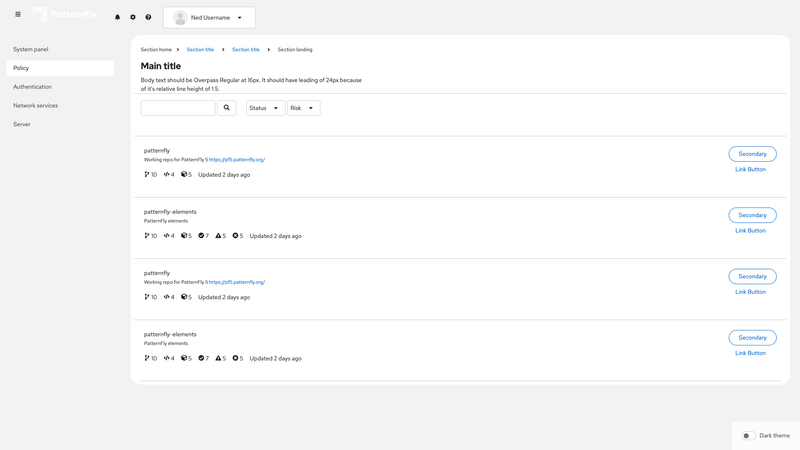 PatternFly
Ned Username
System panel
Policy
Authentication
Network services
Server
Section home
Section title
Section title
Section landing
Main title
Body text should be Overpass Regular at 16px. It should have leading of 24px because
of it's relative line height of 1.5.
Status
Risk
patternfly
Working repo for PatternFly 5 https://pf5.patternfly.org/
10 4 5 Updated 2 days ago
Secondary
Link Button
patternfly-elements
PatternFly elements
10 4 5 7 5 5 Updated 2 days ago
Secondary
Link Button
patternfly
Working repo for PatternFly 5 https://pf5.patternfly.org/
10 4 5 Updated 2 days ago
Secondary
Link Button
patternfly-elements
PatternFly elements
10 4 5 7 5 5 Updated 2 days ago
Secondary
Link Button
Dark theme